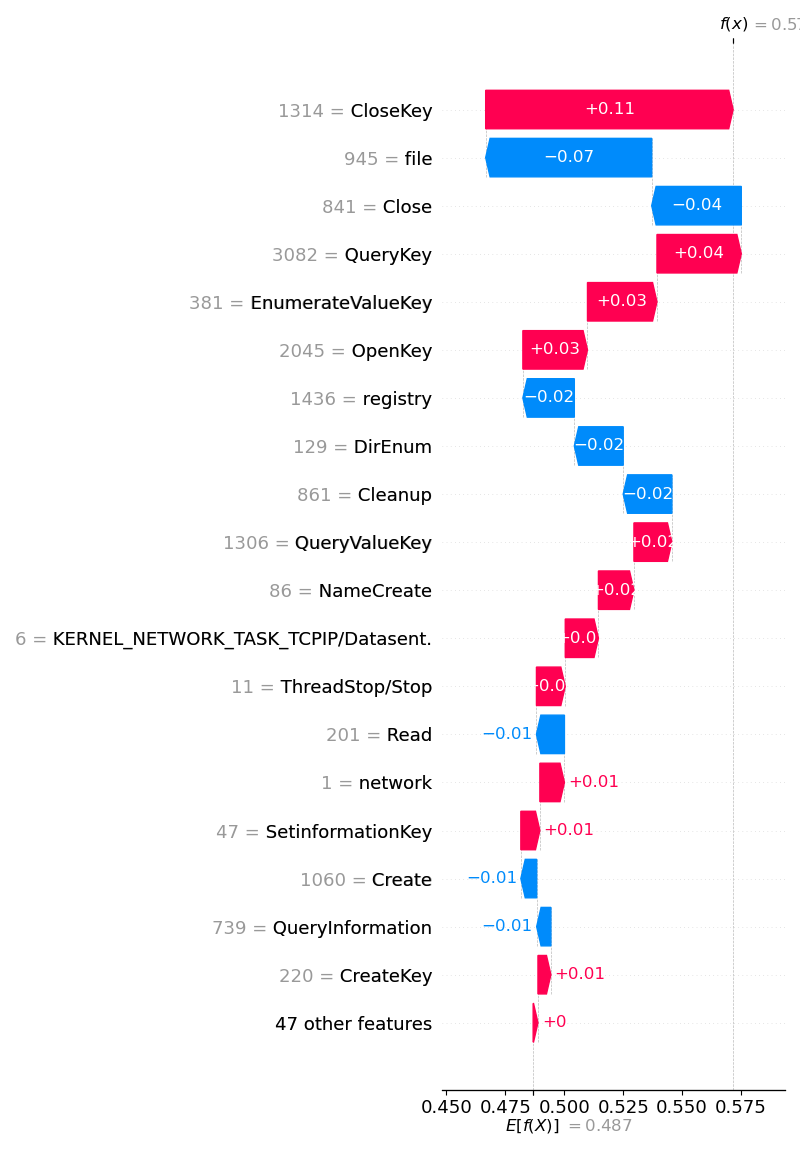 f(x) = 0.57
1314 = CloseKey +0.11
945 = file −0.07
841 = Close −0.04
3082 = QueryKey +0.04
381 = EnumerateValueKey +0.03
2045 = OpenKey +0.03
1436 = registry −0.02
129 = DirEnum −0.02
861 = Cleanup −0.02
1306 = QueryValueKey +0.02
86 = NameCreate +0.02
6 = KERNEL_NETWORK_TASK_TCPIP/Datasent.
11 = ThreadStop/Stop
201 = Read −0.01
1 = network +0.01
47 = SetinformationKey +0.01
1060 = Create −0.01
739 = QueryInformation −0.01
220 = CreateKey +0.01
47 other features +0
0.450 0.475 0.500 0.525 0.550 0.575
E[f(X)] = 0.487